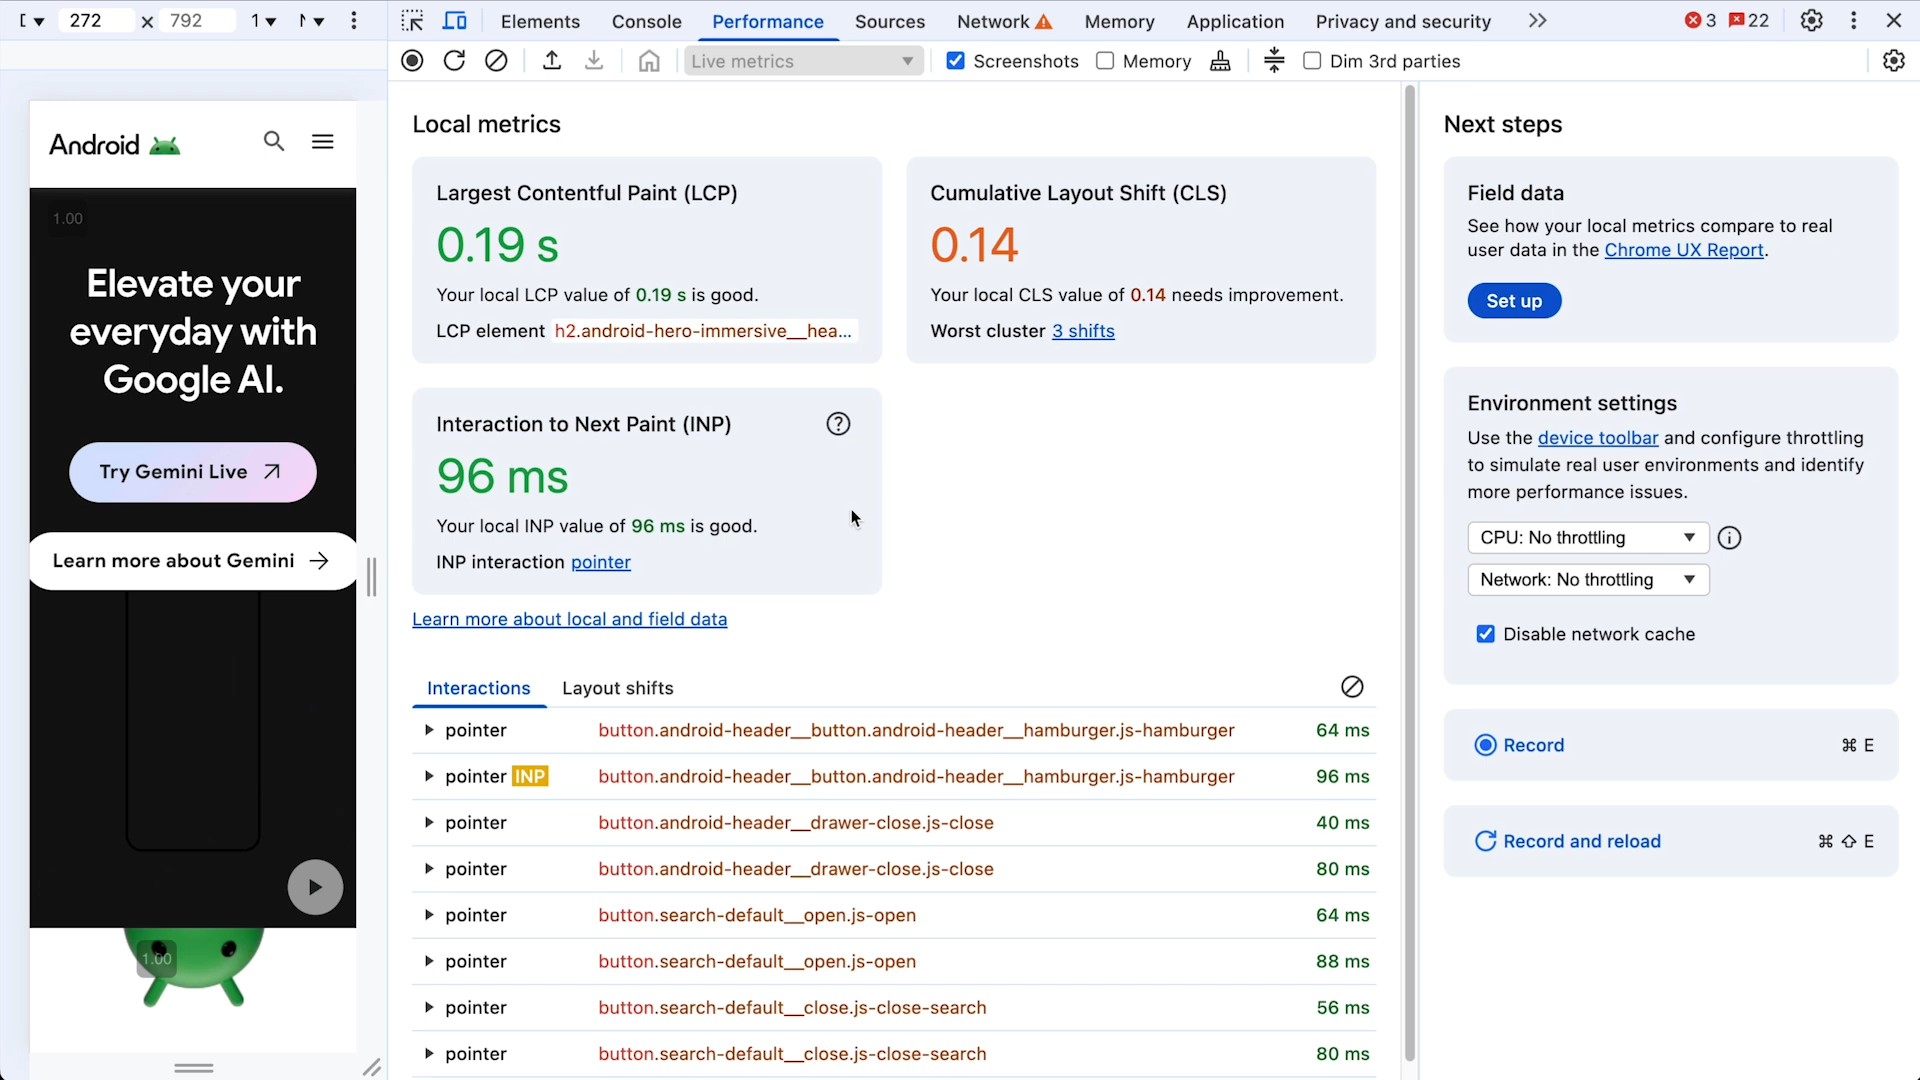 272 x 792 1
Elements Console Performance Sources Network Memory Application Privacy and security 3 22
Live metrics Screenshots Memory Dim 3rd parties
Android
1.00
Elevate your
everyday with
Google AI.
Try Gemini Live
Learn more about Gemini
1.00
Local metrics
Largest Contentful Paint (LCP)
0.19 s
Your local LCP value of 0.19 s is good.
LCP element h2.android-hero-immersive__hea...
Cumulative Layout Shift (CLS)
0.14
Your local CLS value of 0.14 needs improvement.
Worst cluster 3 shifts
Interaction to Next Paint (INP)
96 ms
Your local INP value of 96 ms is good.
INP interaction pointer
Learn more about local and field data
Interactions Layout shifts
pointer button.android-header__button.android-header__hamburger.js-hamburger 64 ms
pointer INP button.android-header__button.android-header__hamburger.js-hamburger 96 ms
pointer button.android-header__drawer-close.js-close 40 ms
pointer button.android-header__drawer-close.js-close 80 ms
pointer button.search-default__open.js-open 64 ms
pointer button.search-default__open.js-open 88 ms
pointer button.search-default__close.js-close-search 56 ms
pointer button.search-default__close.js-close-search 80 ms
Next steps
Field data
See how your local metrics compare to real
user data in the Chrome UX Report.
Set up
Environment settings
Use the device toolbar and configure throttling
to simulate real user environments and identify
more performance issues.
CPU: No throttling
Network: No throttling
Disable network cache
Record ⌘ E
Record and reload ⌘ ⇧ E